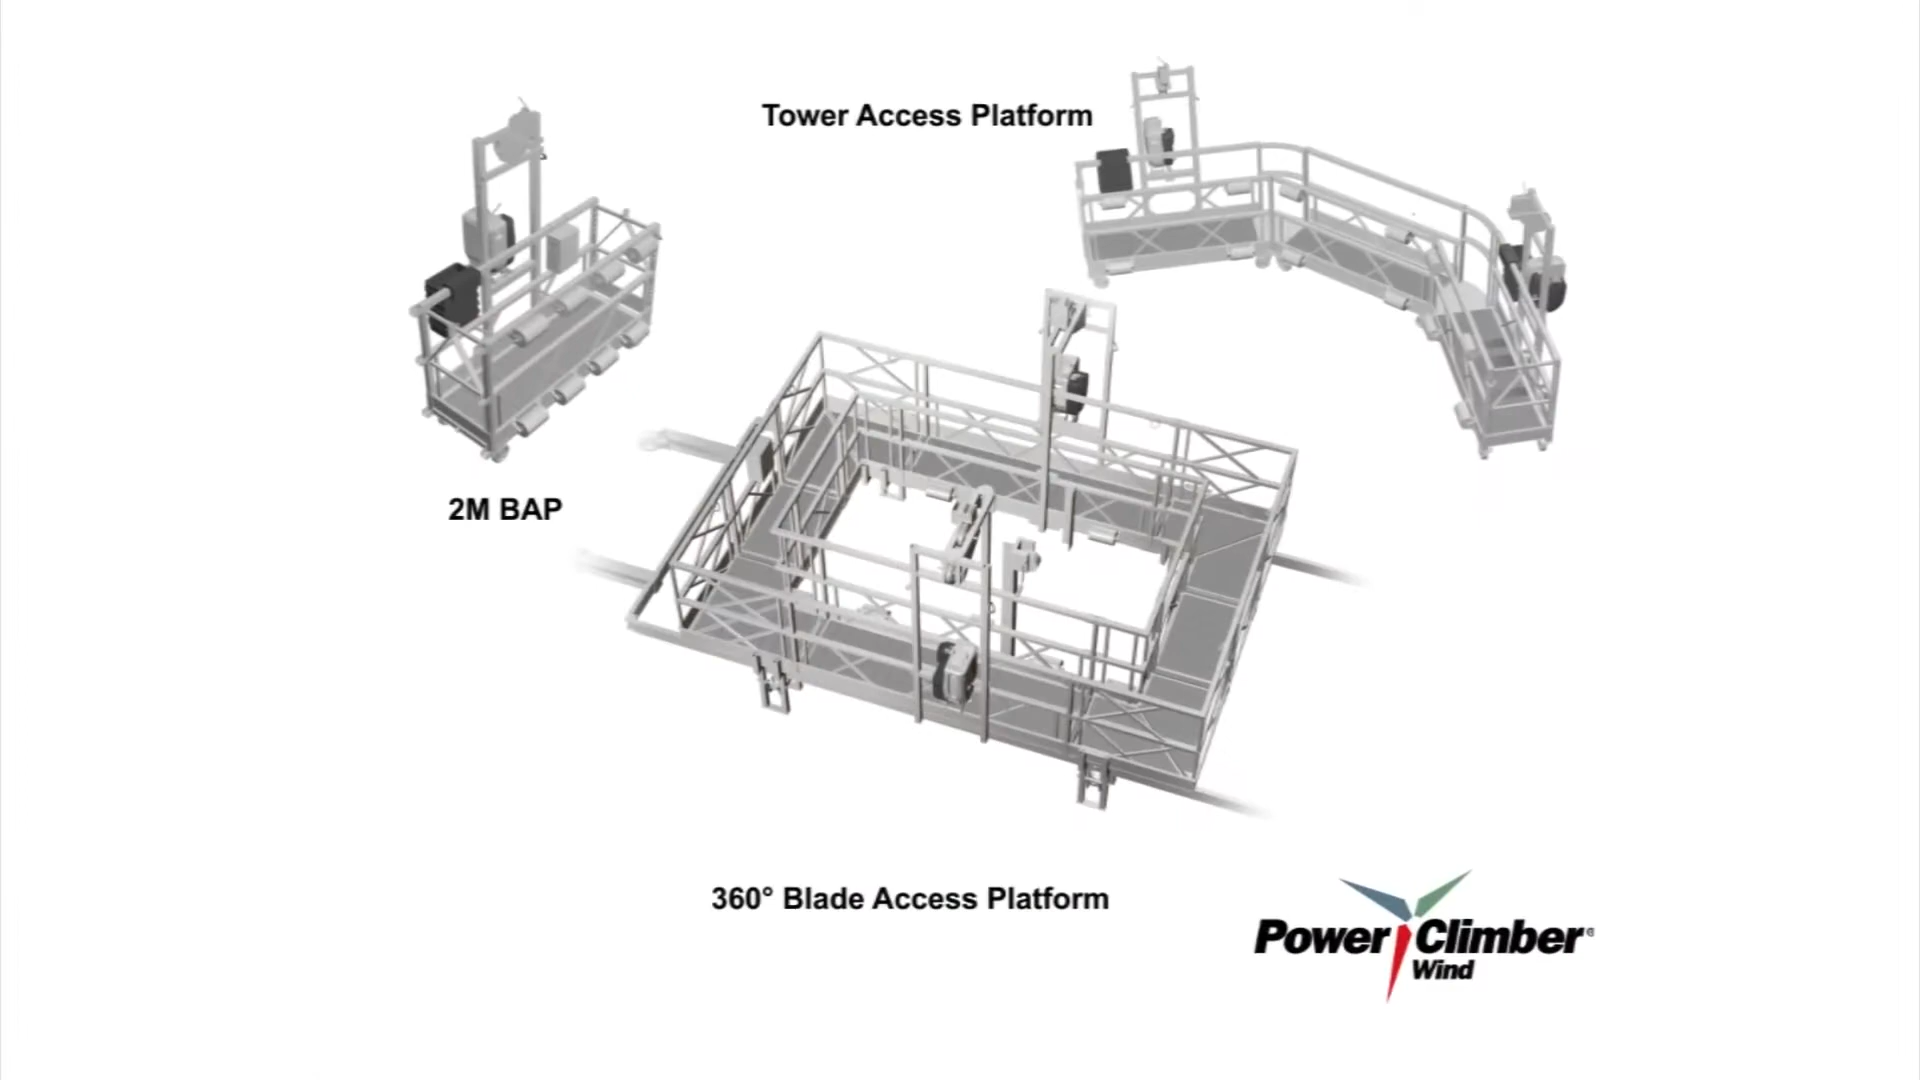 Tower Access Platform
2M BAP
360° Blade Access Platform
Power Climber®
Wind